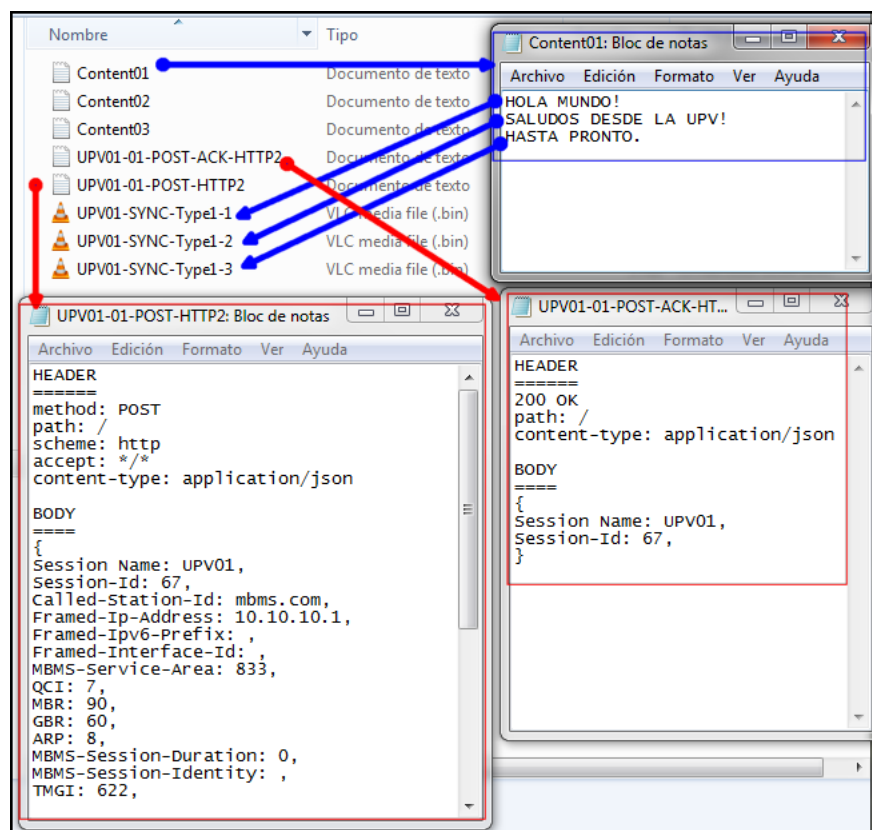 Nombre Tipo
Content01 Documento de texto
Content02 Documento de texto
Content03 Documento de texto
UPV01-01-POST-ACK-HTTP2 Documento de texto
UPV01-01-POST-HTTP2 Documento de texto
UPV01-SYNC-Type1-1 VLC media file (.bin)
UPV01-SYNC-Type1-2 VLC media file (.bin)
UPV01-SYNC-Type1-3 VLC media file (.bin)
Content01: Bloc de notas
Archivo Edición Formato Ver Ayuda
HOLA MUNDO!
SALUDOS DESDE LA UPV!
HASTA PRONTO.
UPV01-01-POST-HTTP2: Bloc de notas
Archivo Edición Formato Ver Ayuda
HEADER
======
method: POST
path: /
scheme: http
accept: */*
content-type: application/json
BODY
====
{
Session Name: UPV01,
Session-Id: 67,
Called-Station-Id: mbms.com,
Framed-Ip-Address: 10.10.10.1,
Framed-Ipv6-Prefix: ,
Framed-Interface-Id: ,
MBMS-Service-Area: 833,
QCI: 7,
MBR: 90,
GBR: 60,
ARP: 8,
MBMS-Session-Duration: 0,
MBMS-Session-Identity: ,
TMGI: 622,
UPV01-01-POST-ACK-HT...
Archivo Edición Formato Ver Ayuda
HEADER
======
200 OK
path: /
content-type: application/json
BODY
====
{
Session Name: UPV01,
Session-Id: 67,
}